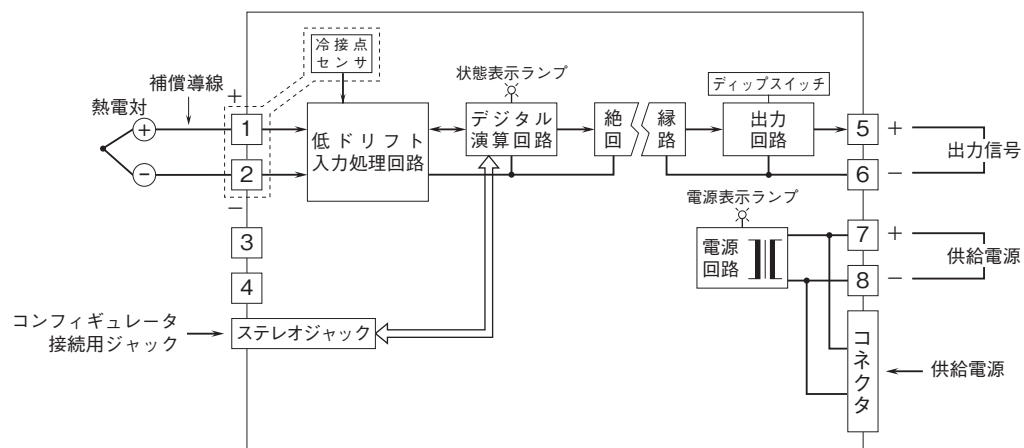 冷接点
センサ
補償導線
熱電対
+
+
−
−
1
2
3
4
低ドリフト
入力処理回路
状態表示ランプ
デジタル
演算回路
絶縁
回路
ディップスイッチ
出力
回路
5
+
6
−
出力信号
電源表示ランプ
電源
回路
7
+
8
−
供給電源
コンフィギュレータ
接続用ジャック
ステレオジャック
コネクタ
供給電源